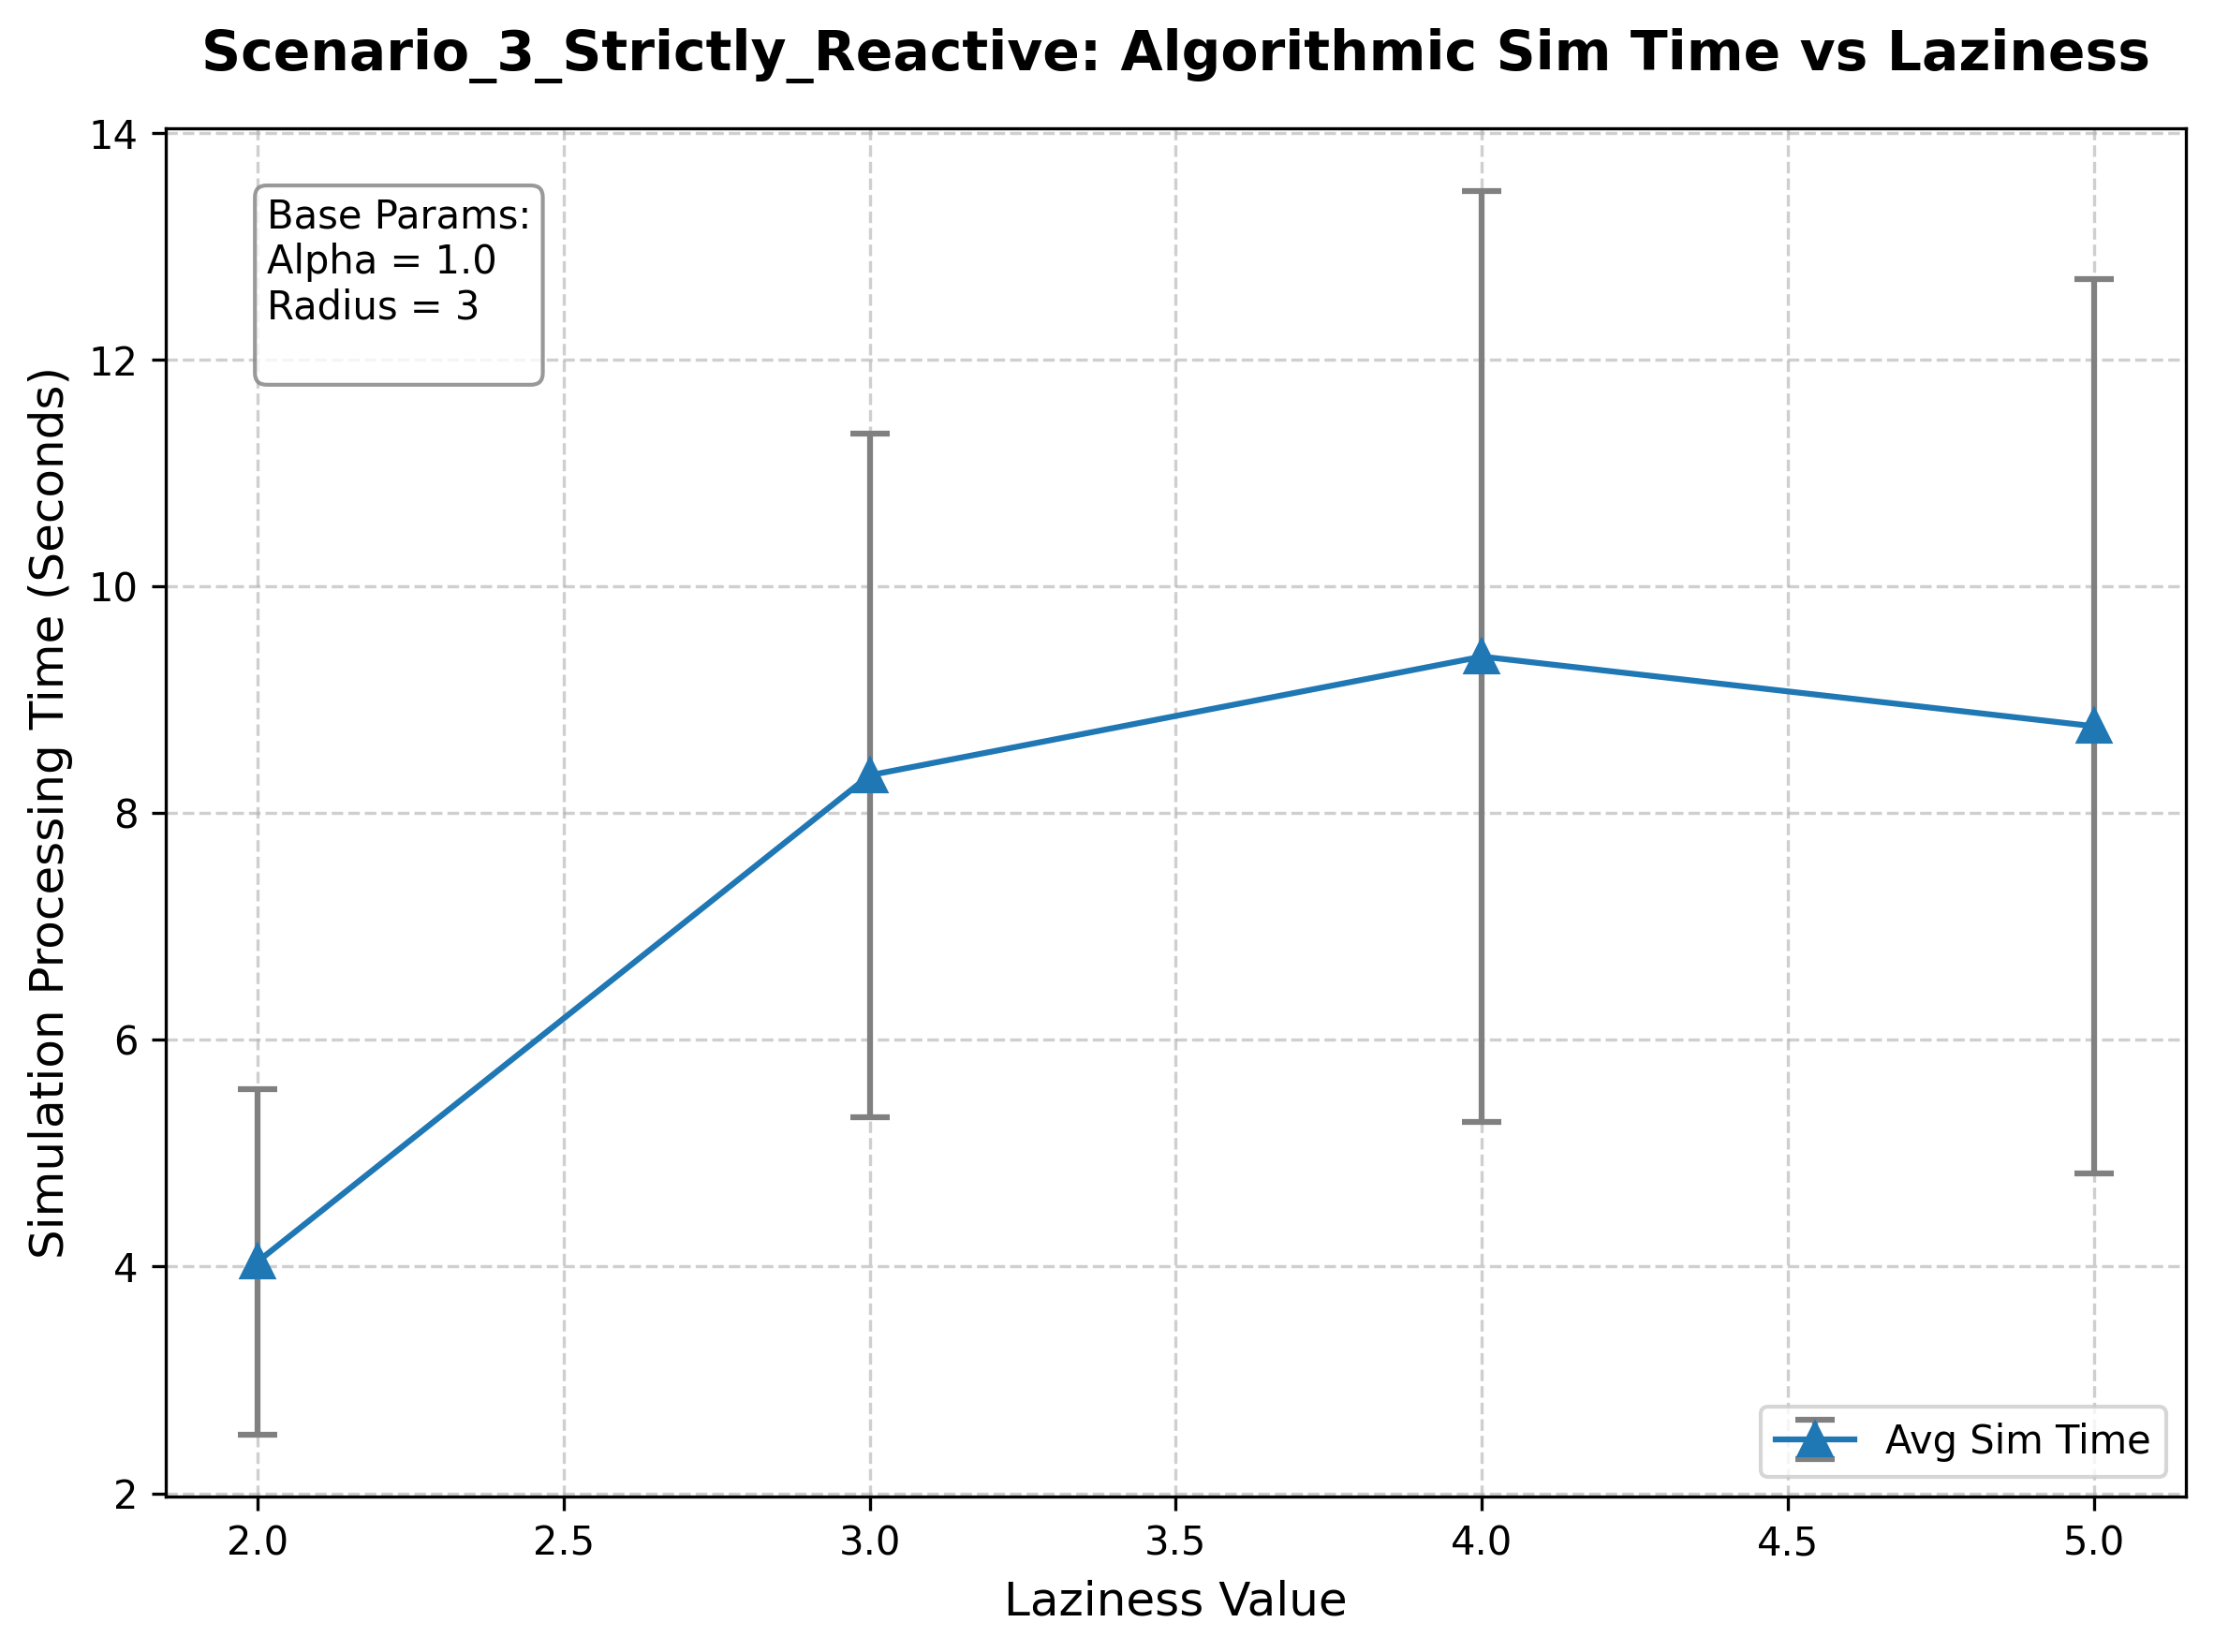 Scenario_3_Strictly_Reactive: Algorithmic Sim Time vs Laziness
Simulation Processing Time (Seconds)
14
12
10
8
6
4
2
Base Params:
Alpha = 1.0
Radius = 3
Avg Sim Time
2.0 2.5 3.0 3.5 4.0 4.5 5.0
Laziness Value